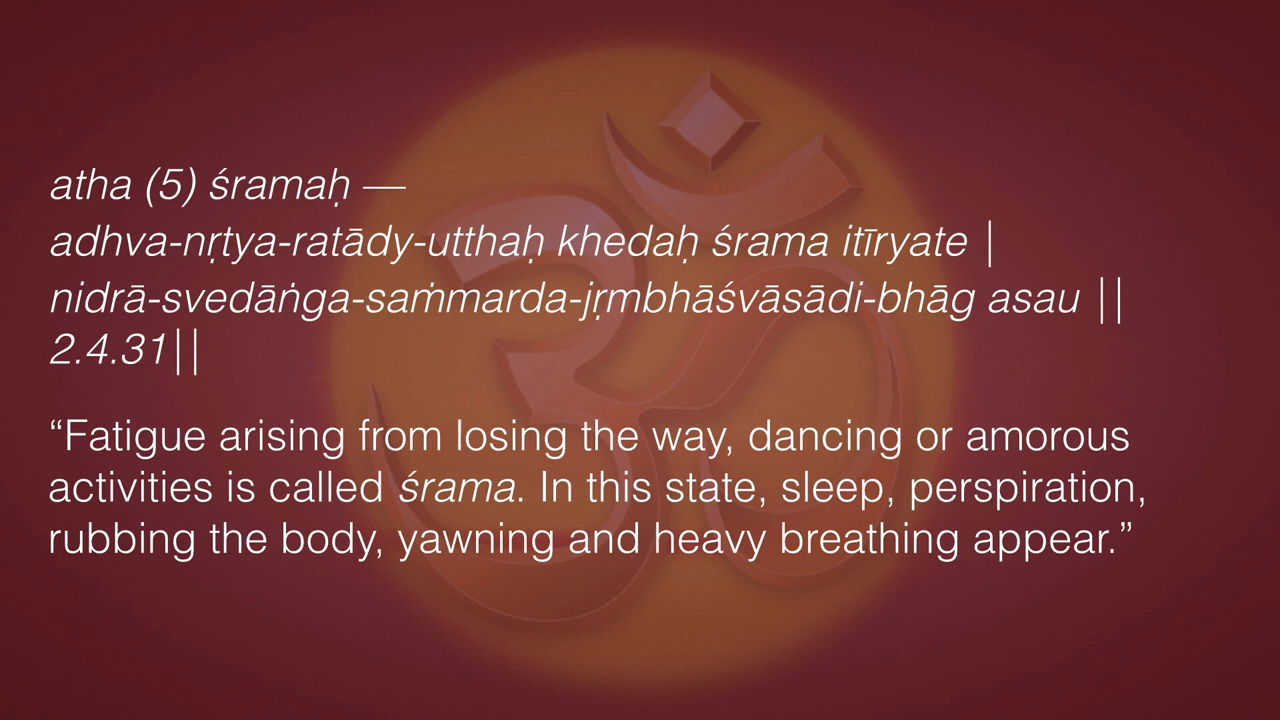 atha (5) śramaḥ —
adhva-nṛtya-ratādy-utthaḥ khedaḥ śrama itīryate |
nidrā-svedāṅga-saṁmarda-jṛmbhāśvāsādi-bhāg asau ||
2.4.31||
“Fatigue arising from losing the way, dancing or amorous
activities is called śrama. In this state, sleep, perspiration,
rubbing the body, yawning and heavy breathing appear.”